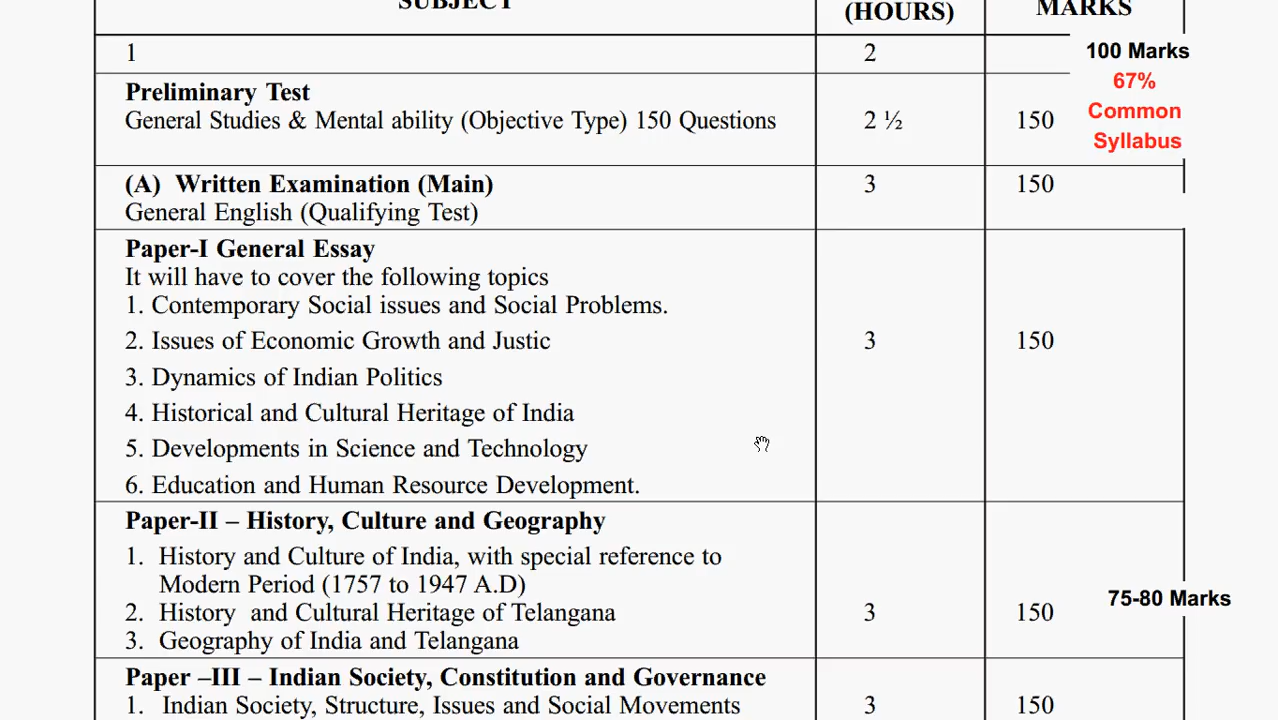 SUBJECT
(HOURS)
MARKS
1 2
100 Marks
67%
Common
Syllabus
Preliminary Test
General Studies & Mental ability (Objective Type) 150 Questions 2 ½ 150
(A) Written Examination (Main) 3 150
General English (Qualifying Test)
Paper-I General Essay
It will have to cover the following topics
1. Contemporary Social issues and Social Problems.
2. Issues of Economic Growth and Justic 3 150
3. Dynamics of Indian Politics
4. Historical and Cultural Heritage of India
5. Developments in Science and Technology
6. Education and Human Resource Development.
Paper-II – History, Culture and Geography
1. History and Culture of India, with special reference to
Modern Period (1757 to 1947 A.D)
75-80 Marks
2. History and Cultural Heritage of Telangana 3 150
3. Geography of India and Telangana
Paper –III – Indian Society, Constitution and Governance
1. Indian Society, Structure, Issues and Social Movements 3 150